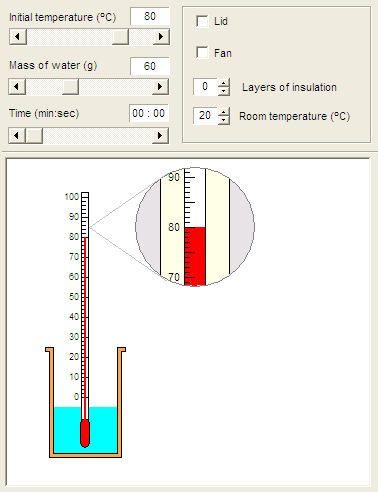 Initial temperature (°C) 80
Mass of water (g) 60
Time (min:sec) 00 : 00
Lid
Fan
0 Layers of insulation
20 Room temperature (°C)
100
90
80
70
60
50
40
30
20
10
0
90
80
70